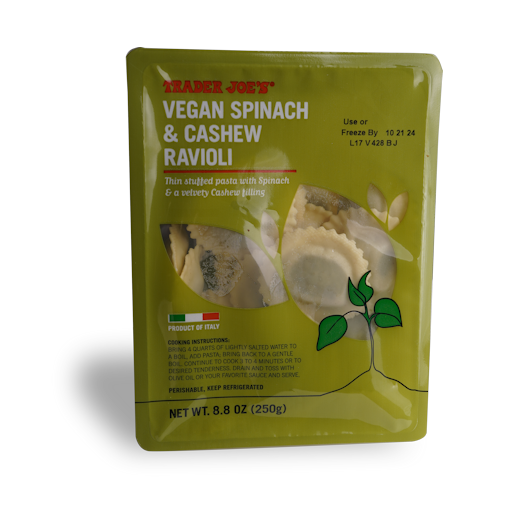 TRADER JOE'S®
VEGAN SPINACH
& CASHEW
RAVIOLI
Thin stuffed pasta with Spinach
& a velvety Cashew filling
Use or
Freeze By 10 21 24
L17 V428 B J
PRODUCT OF ITALY
COOKING INSTRUCTIONS:
BRING 4 QUARTS OF LIGHTLY SALTED WATER TO
A BOIL, ADD PASTA; BRING BACK TO A GENTLE
BOIL, CONTINUE TO COOK 3 TO 4 MINUTES OR TO
DESIRED TENDERNESS. DRAIN AND TOSS WITH
OLIVE OIL OR YOUR FAVORITE SAUCE AND SERVE.
PERISHABLE, KEEP REFRIGERATED
NET WT. 8.8 OZ (250g)